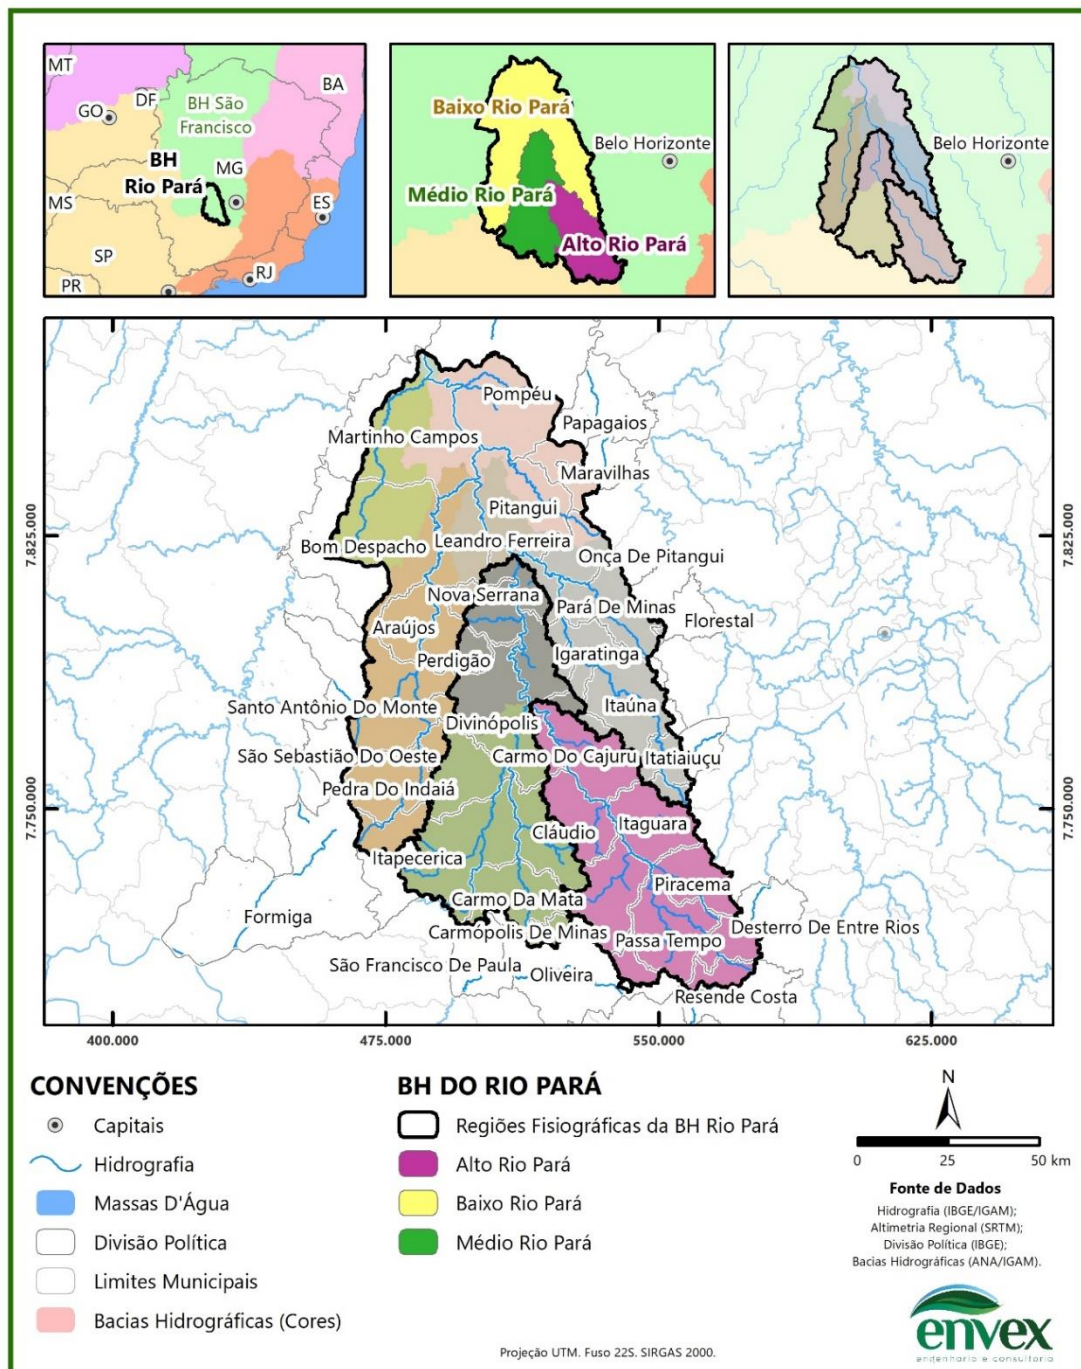 MT
DF
BA
GO
BH São
Francisco
BH
Rio Pará
MG
MS
ES
SP
PR
RJ
Baixo Rio Pará
Belo Horizonte
Médio Rio Pará
Alto Rio Pará
Belo Horizonte
Pompéu
Papagaios
Martinho Campos
Maravilhas
Pitangui
7.825.000
7.825.000
Leandro Ferreira
Bom Despacho
Onça De Pitangui
Nova Serrana
Pará De Minas
Florestal
Araújos
Perdigão
Igaratinga
Itaúna
Santo Antônio Do Monte
Divinópolis
São Sebastião Do Oeste
Carmo Do Cajuru
Itatiaiuçu
Pedra Do Indaiá
7.750.000
7.750.000
Cláudio
Itaguara
Itapecerica
Piracema
Carmo Da Mata
Formiga
Desterro De Entre Rios
Carmópolis De Minas
Passa Tempo
São Francisco De Paula
Oliveira
Resende Costa
400.000
475.000
550.000
625.000
CONVENÇÕES
Capitais
Hidrografia
Massas D'Água
Divisão Política
Limites Municipais
Bacias Hidrográficas (Cores)
BH DO RIO PARÁ
Regiões Fisiográficas da BH Rio Pará
Alto Rio Pará
Baixo Rio Pará
Médio Rio Pará
N
0 25 50 km
Fonte de Dados
Hidrografia (IBGE/IGAM);
Altimetria Regional (SRTM);
Divisão Política (IBGE);
Bacias Hidrográficas (ANA/IGAM).
envex
engenharia e consultoria
Projeção UTM. Fuso 22S. SIRGAS 2000.